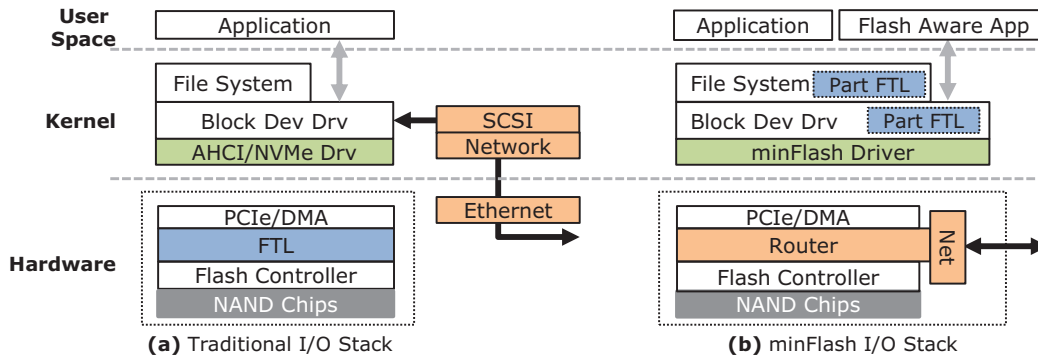 User Space
Application
Application
Flash Aware App
Kernel
File System
Block Dev Drv
AHCI/NVMe Drv
SCSI
Network
File System
Part FTL
Block Dev Drv
Part FTL
minFlash Driver
Hardware
PCIe/DMA
FTL
Flash Controller
NAND Chips
Ethernet
PCIe/DMA
Router
Net
Flash Controller
NAND Chips
(a) Traditional I/O Stack
(b) minFlash I/O Stack